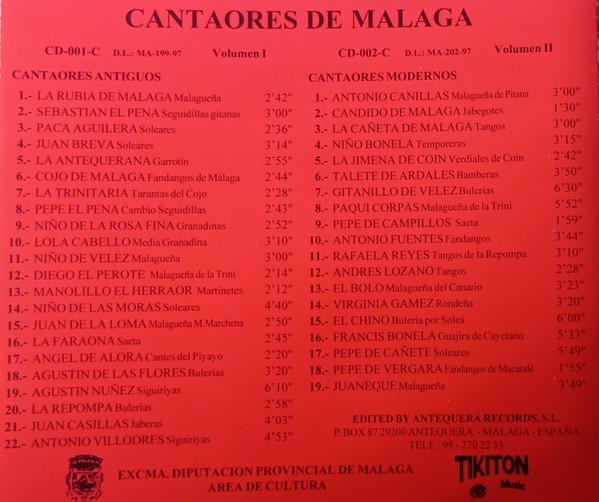 CANTAORES DE MALAGA
CD-001-C D.L.: MA-199-97 Volumen I
CANTAORES ANTIGUOS
1.- LA RUBIA DE MALAGA Malagueña 2'42"
2.- SEBASTIAN EL PENA Seguidillas gitanas 3'00"
3.- PACA AGUILERA Soleares 2'36"
4.- JUAN BREVA Soleares 3'14"
5.- LA ANTEQUERANA Garrotin 2'55"
6.- COJO DE MALAGA Fandangos de Málaga 2'44"
7.- LA TRINITARIA Tarantas del Cojo 2'28"
8.- PEPE EL PENA Cambio Seguidillas 2'43"
9.- NIÑO DE LA ROSA FINA Granadinas 2'52"
10.- LOLA CABELLO Media Granadina 3'10"
11.- NIÑO DE VELEZ Malagueña 3'00"
12.- DIEGO EL PEROTE Malagueña de la Trini 2'14"
13.- MANOLILLO EL HERRAOR Martinetes 2'12"
14.- NIÑO DE LAS MORAS Soleares 4'40"
15.- JUAN DE LA LOMA Malagueña M.Marchena 2'50"
16.- LA FARAONA Saeta 2'45"
17.- ANGEL DE ALORA Cantes del Piyayo 2'20"
18.- AGUSTIN DE LAS FLORES Bulerías 3'20"
19.- AGUSTIN NUÑEZ Siguiriyas 6'10"
20.- LA REPOMPA Bulerías 2'58"
21.- JUAN CASILLAS Jaberas 4'03"
22.- ANTONIO VILLODRES Siguiriyas 4'53"
CD-002-C D.L.: MA-202-97 Volumen II
CANTAORES MODERNOS
1.- ANTONIO CANILLAS Malagueña de Pitana 3'00"
2.- CANDIDO DE MALAGA Jabegotes 1'30"
3.- LA CAÑETA DE MALAGA Tangos 3'00"
4.- NIÑO BONELA Temporeras 3'15"
5.- LA JIMENA DE COIN Verdiales de Coin 2'42"
6.- TALETE DE ARDALES Bamberas 3'50"
7.- GITANILLO DE VELEZ Bulerías 6'30"
8.- PAQUI CORPAS Malagueña de la Trini 5'52"
9.- PEPE DE CAMPILLOS Saeta 1'59"
10.- ANTONIO FUENTES Fandangos 3'44"
11.- RAFAELA REYES Tangos de la Repompa 3'10"
12.- ANDRES LOZANO Tangos 2'28"
13.- EL BOLO Malagueña del Canario 3'23"
14.- VIRGINIA GAMEZ Rondeña 3'20"
15.- EL CHINO Bulería por Soleá 6'00"
16.- FRANCIS BONELA Guajira de Cayetano 5'33"
17.- PEPE DE CAÑETE Soleares 5'49"
18.- PEPE DE VERGARA Fandangos de Macandé 1'55"
19.- JUANEQUE Malagueña 3'49"
EDITED BY ANTEQUERA RECORDS, S.L.
P. BOX 87 29200 ANTEQUERA - MALAGA - ESPAÑA
TELF.: 95 - 270 22 33
EXCMA. DIPUTACION PROVINCIAL DE MALAGA
AREA DE CULTURA
TIKITON
Music